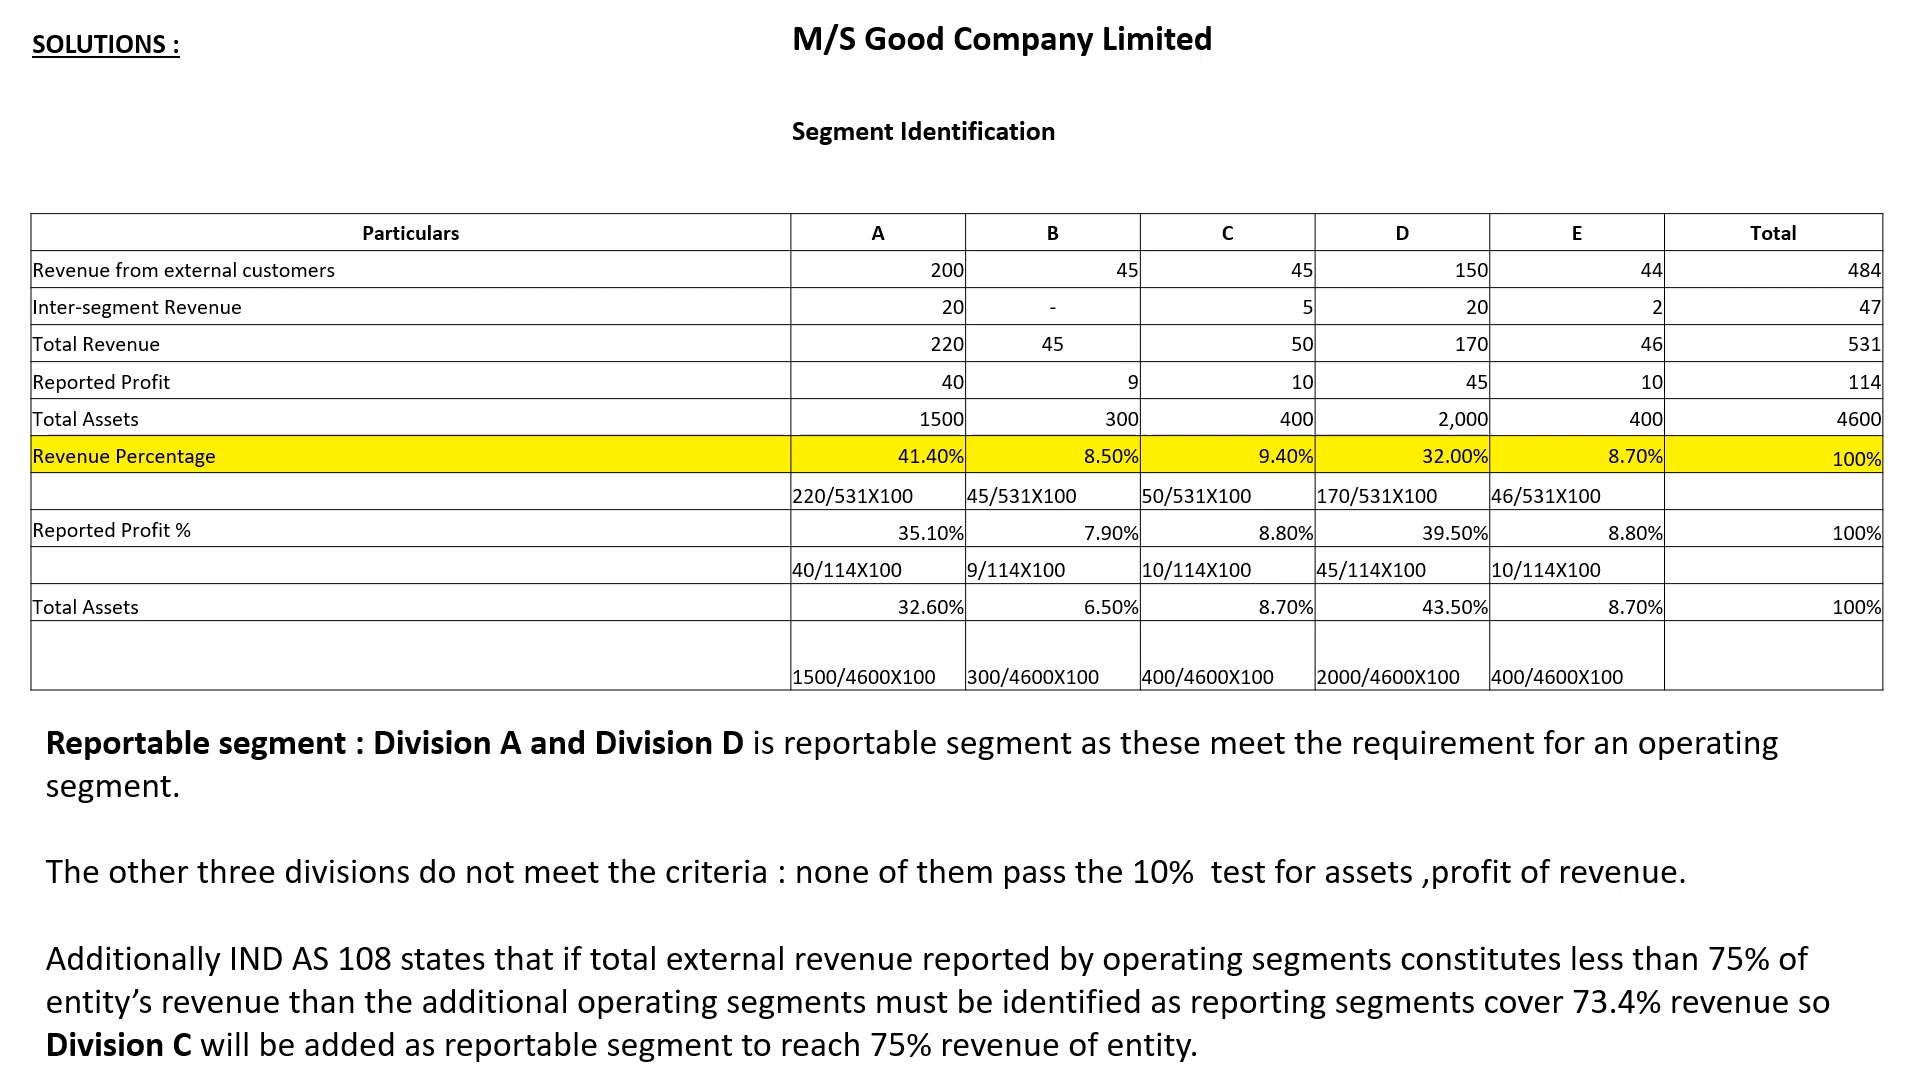 SOLUTIONS :
M/S Good Company Limited
Segment Identification
Particulars A B C D E Total
Revenue from external customers 200 45 45 150 44 484
Inter-segment Revenue 20 - 5 20 2 47
Total Revenue 220 45 50 170 46 531
Reported Profit 40 9 10 45 10 114
Total Assets 1500 300 400 2,000 400 4600
Revenue Percentage 41.40% 8.50% 9.40% 32.00% 8.70% 100%
220/531X100 45/531X100 50/531X100 170/531X100 46/531X100
Reported Profit % 35.10% 7.90% 8.80% 39.50% 8.80% 100%
40/114X100 9/114X100 10/114X100 45/114X100 10/114X100
Total Assets 32.60% 6.50% 8.70% 43.50% 8.70% 100%
1500/4600X100 300/4600X100 400/4600X100 2000/4600X100 400/4600X100
Reportable segment : Division A and Division D is reportable segment as these meet the requirement for an operating
segment.
The other three divisions do not meet the criteria : none of them pass the 10% test for assets ,profit of revenue.
Additionally IND AS 108 states that if total external revenue reported by operating segments constitutes less than 75% of
entity’s revenue than the additional operating segments must be identified as reporting segments cover 73.4% revenue so
Division C will be added as reportable segment to reach 75% revenue of entity.